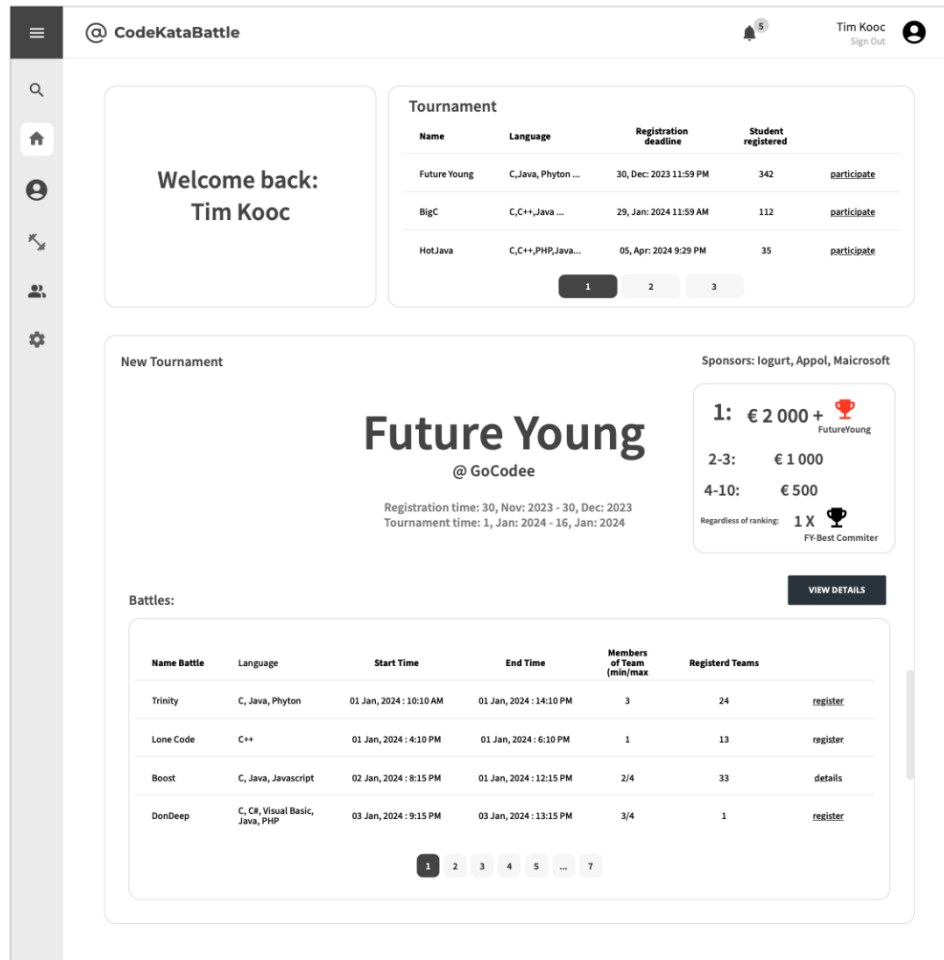 @ CodeKataBattle
5
Tim Kooc
Sign Out
Welcome back:
Tim Kooc
Tournament
Name Language Registration deadline Student registered
Future Young C,Java, Phyton ... 30, Dec: 2023 11:59 PM 342 participate
BigC C,C++,Java ... 29, Jan: 2024 11:59 AM 112 participate
HotJava C,C++,PHP,Java... 05, Apr: 2024 9:29 PM 35 participate
1 2 3
New Tournament
Sponsors: Iogurt, Appol, Maicrosoft
Future Young
@ GoCodee
Registration time: 30, Nov: 2023 - 30, Dec: 2023
Tournament time: 1, Jan: 2024 - 16, Jan: 2024
1: € 2 000 +
FutureYoung
2-3: € 1 000
4-10: € 500
Regardless of ranking: 1 X
FY-Best Commiter
VIEW DETAILS
Battles:
Name Battle Language Start Time End Time Members of Team (min/max Registerd Teams
Trinity C, Java, Phyton 01 Jan, 2024 : 10:10 AM 01 Jan, 2024 : 14:10 PM 3 24 register
Lone Code C++ 01 Jan, 2024 : 4:10 PM 01 Jan, 2024 : 6:10 PM 1 13 register
Boost C, Java, Javascript 02 Jan, 2024 : 8:15 PM 01 Jan, 2024 : 12:15 PM 2/4 33 details
DonDeep C, C#, Visual Basic, Java, PHP 03 Jan, 2024 : 9:15 PM 03 Jan, 2024 : 13:15 PM 3/4 1 register
1 2 3 4 5 ... 7